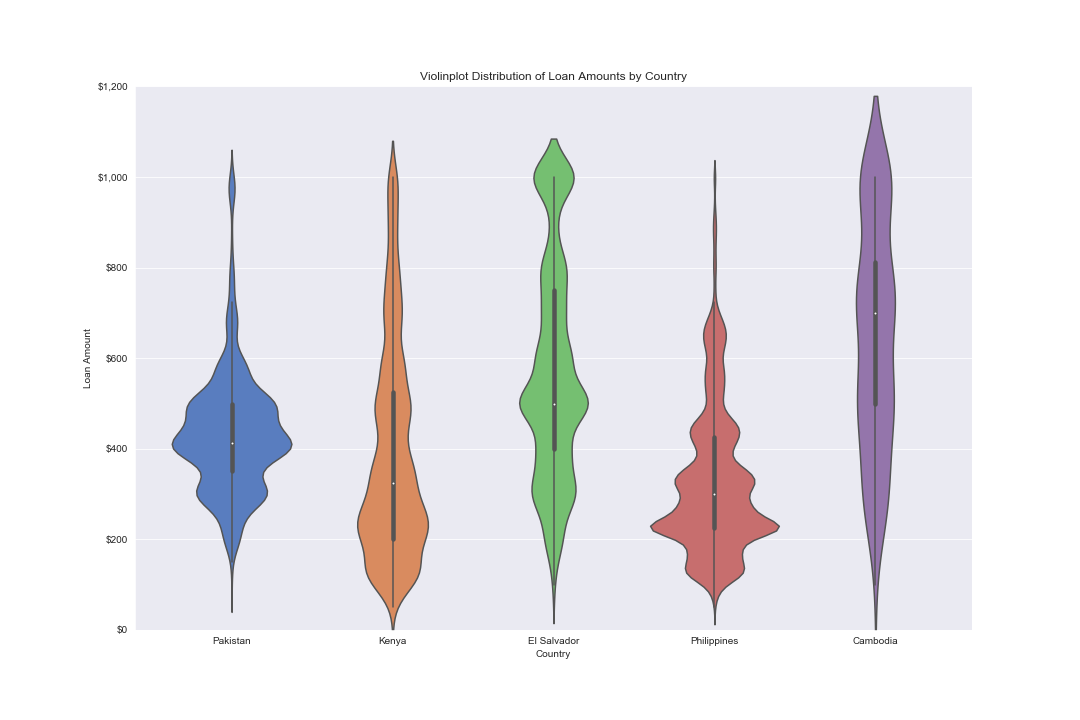 Violinplot Distribution of Loan Amounts by Country
$1,200
$1,000
$800
$600
$400
$200
$0
Loan Amount
Pakistan Kenya El Salvador Philippines Cambodia
Country